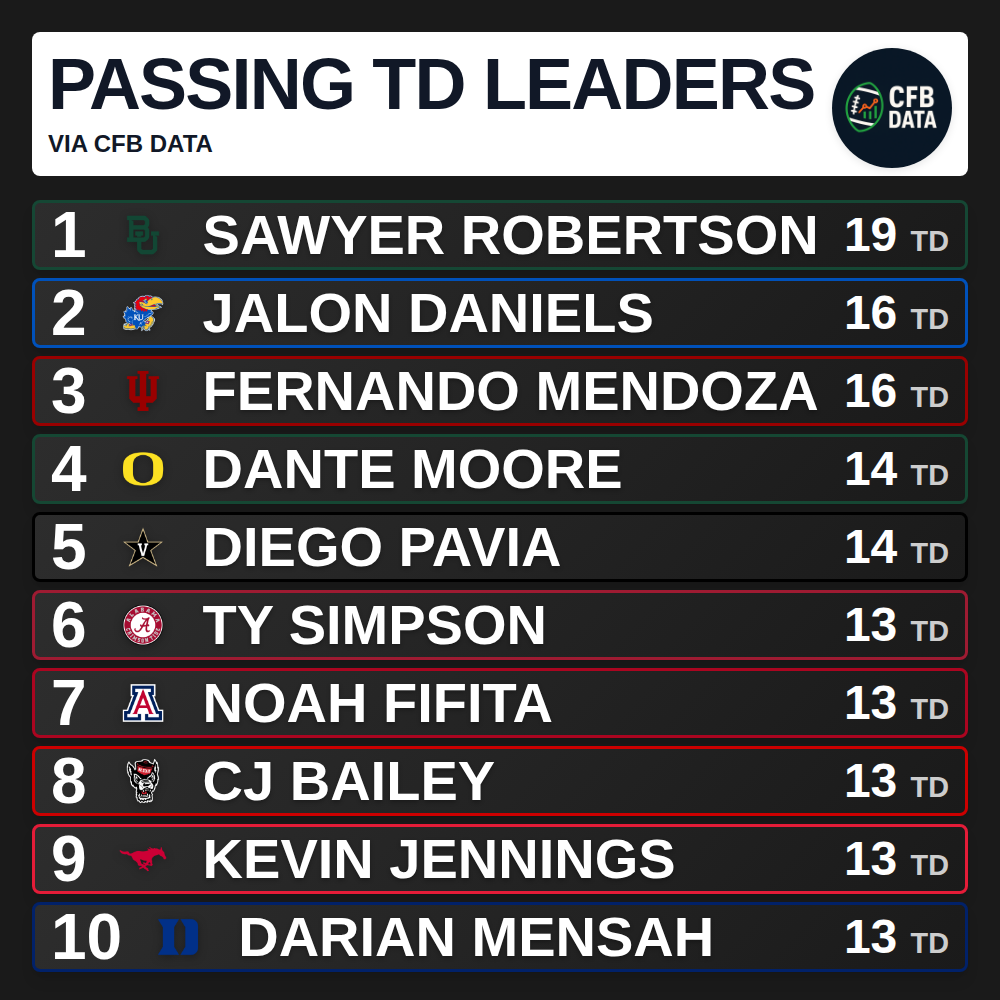 PASSING TD LEADERS
VIA CFB DATA
CFB
DATA
1 SAWYER ROBERTSON 19 TD
2 KU JALON DANIELS 16 TD
3 FERNANDO MENDOZA 16 TD
4 O DANTE MOORE 14 TD
5 V DIEGO PAVIA 14 TD
6 ALABAMA A CRIMSON TIDE TY SIMPSON 13 TD
7 A NOAH FIFITA 13 TD
8 CJ BAILEY 13 TD
9 KEVIN JENNINGS 13 TD
10 D DARIAN MENSAH 13 TD